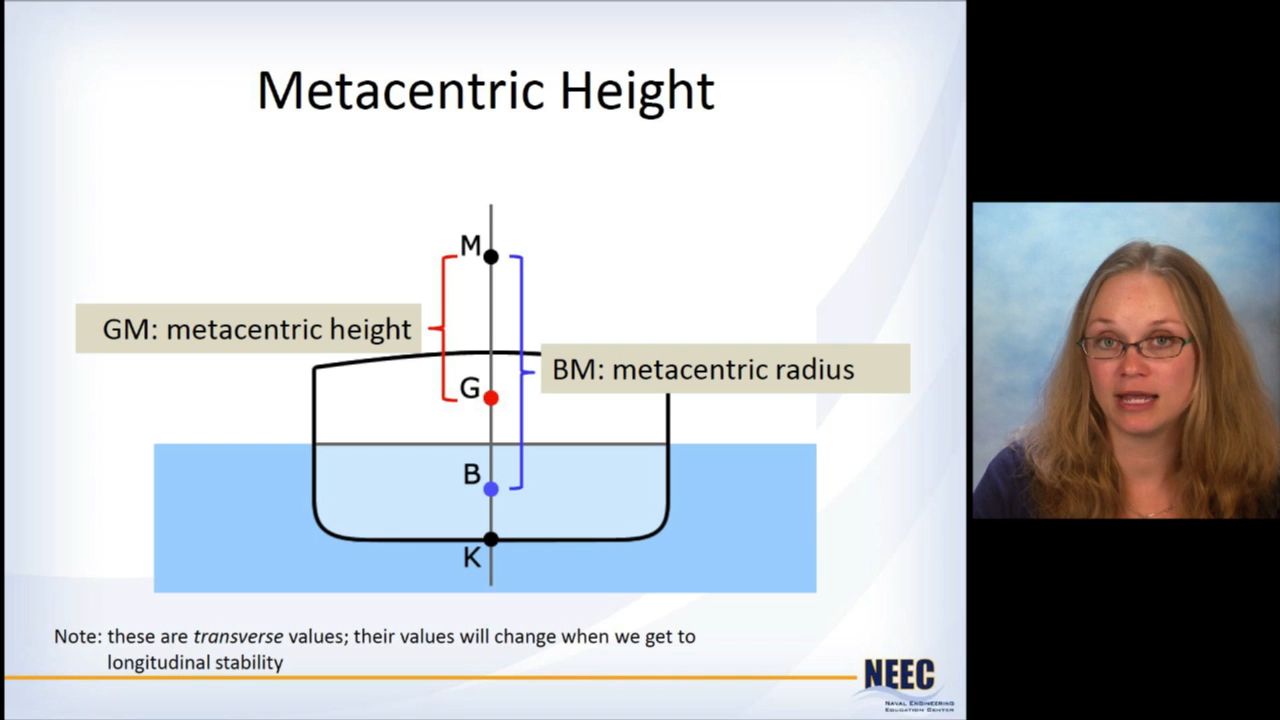 Metacentric Height
M
GM: metacentric height
BM: metacentric radius
G
B
K
Note: these are transverse values; their values will change when we get to
longitudinal stability
NEEC
NAVAL ENGINEERING
EDUCATION CENTER